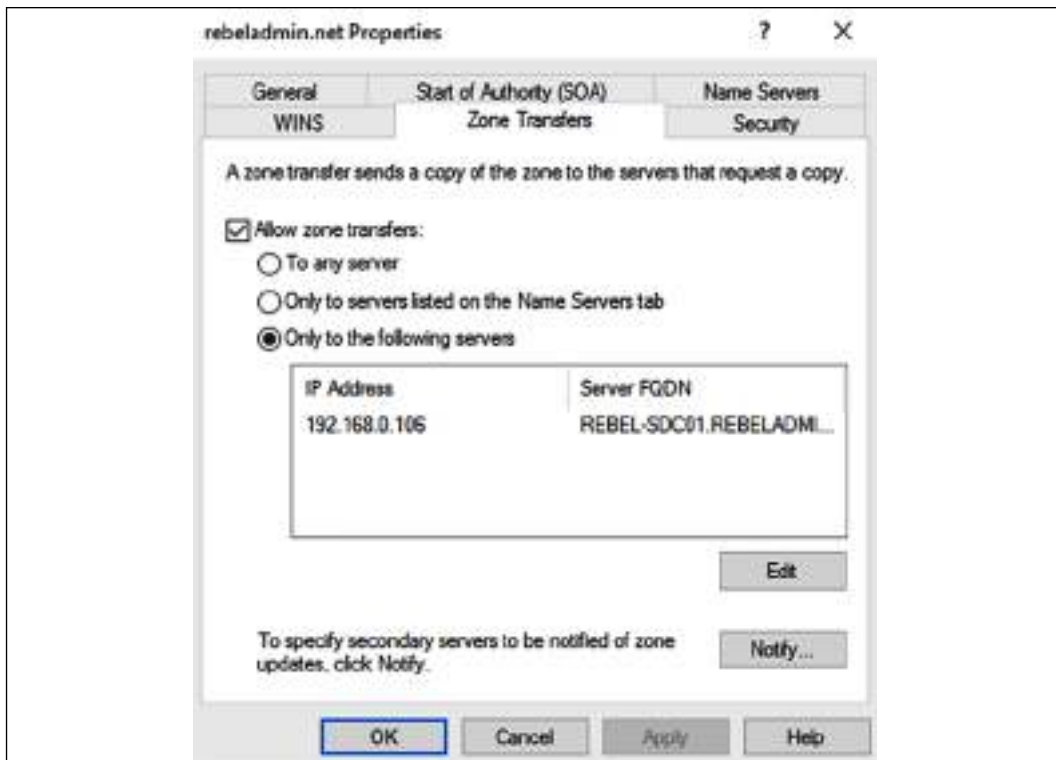 rebeladmin.net Properties ? X
General Start of Authority (SOA) Name Servers
WINS Zone Transfers Security
A zone transfer sends a copy of the zone to the servers that request a copy.
Allow zone transfers:
To any server
Only to servers listed on the Name Servers tab
Only to the following servers
IP Address Server FQDN
192.168.0.106 REBEL-SDC01.REBELADMI...
Edit
To specify secondary servers to be notified of zone
updates, click Notify.
Notify...
OK Cancel Apply Help